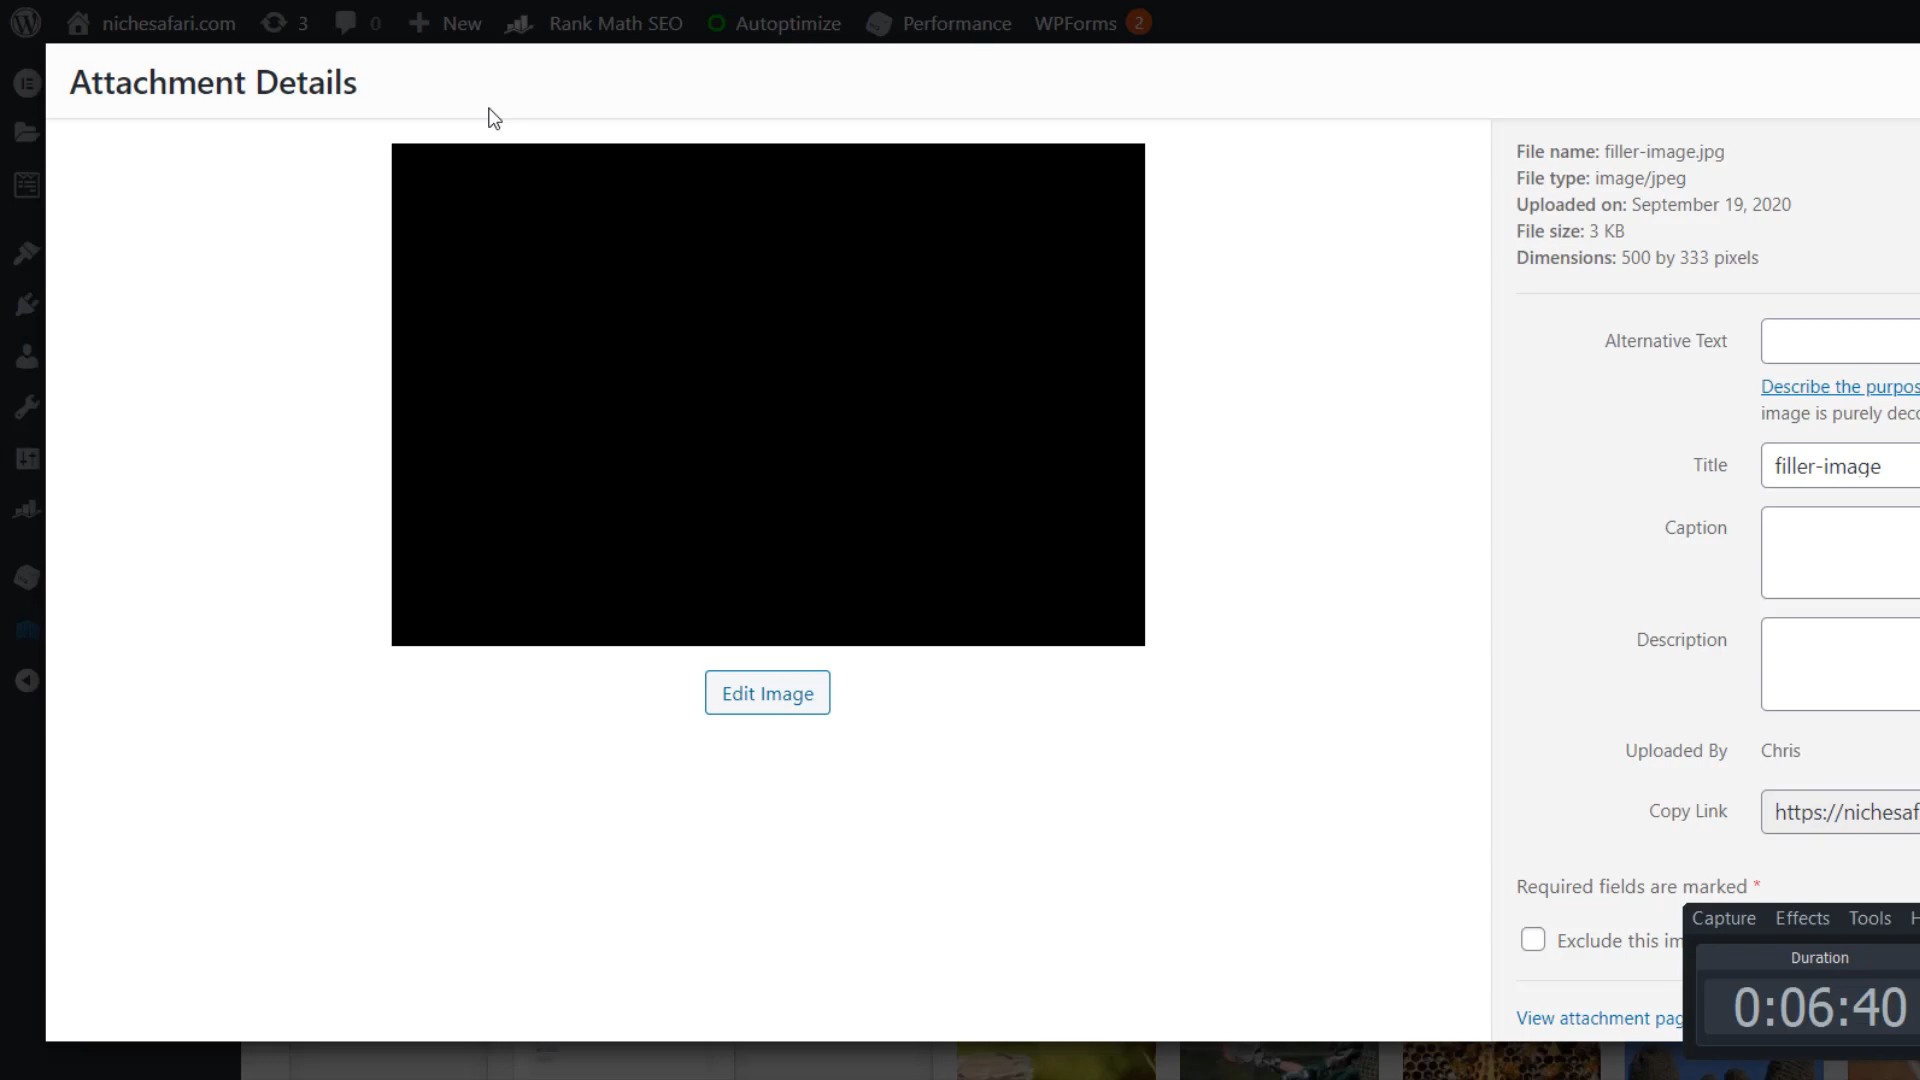 nichesafari.com 3 0 New Rank Math SEO Autoptimize Performance WPForms 2
Attachment Details
File name: filler-image.jpg
File type: image/jpeg
Uploaded on: September 19, 2020
File size: 3 KB
Dimensions: 500 by 333 pixels
Alternative Text
Describe the purpos
image is purely deco
Title filler-image
Caption
Description
Edit Image
Uploaded By Chris
Copy Link https://nichesaf
Required fields are marked *
Exclude this im
View attachment pag
Capture Effects Tools H
Duration
0:06:40